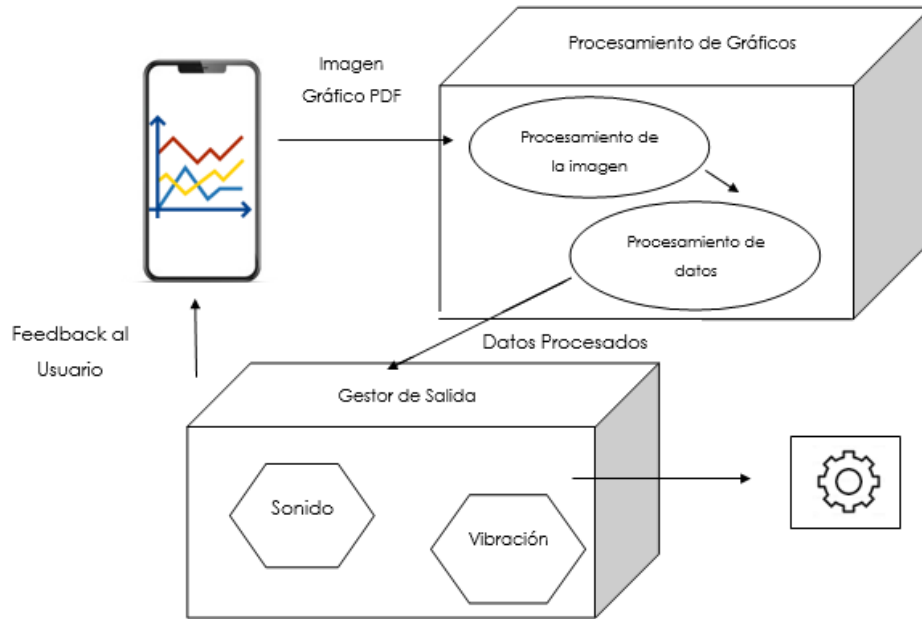 Imagen
Gráfico PDF
Procesamiento de Gráficos
Procesamiento de
la imagen
Procesamiento de
datos
Datos Procesados
Feedback al
Usuario
Gestor de Salida
Sonido
Vibración